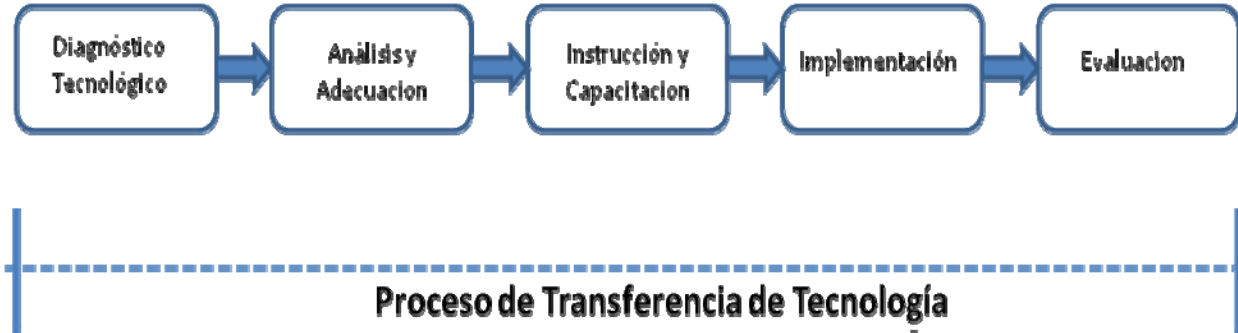 Diagnóstico
Tecnológico
Análisis y
Adecuacion
Instrucción y
Capacitacion
Implementación
Evaluacion
Proceso de Transferencia de Tecnología